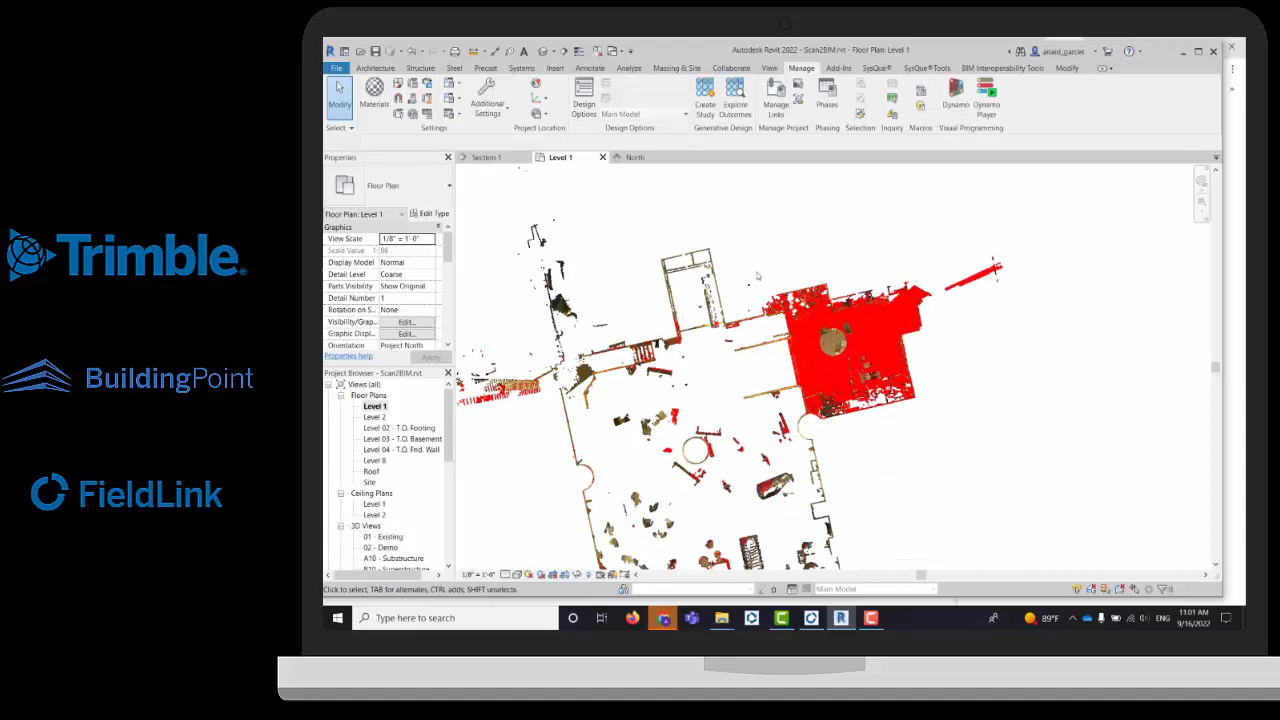 Trimble®
BuildingPoint
FieldLink
Autodesk Revit 2022 - Scan2BIM.rvt - Floor Plan: Level 1
anaid_garces
File Architecture Structure Steel Precast Systems Insert Annotate Analyze Massing & Site Collaborate View Manage Add-Ins SysQue® SysQue®Tools BIM Interoperability Tools Modify
Modify
Materials
Additional Settings
Design Options
Main Model
Create Study
Explore Outcomes
Manage Links
Phases
Dynamo
Dynamo Player
Select Settings Project Location Design Options Generative Design Manage Project Phasing Selection Inquiry Macros Visual Programming
Properties
Section 1
Level 1
North
Floor Plan
Floor Plan: Level 1
Edit Type
Graphics
View Scale 1/8" = 1'-0"
Scale Value 1: 96
Display Model Normal
Detail Level Coarse
Parts Visibility Show Original
Detail Number 1
Rotation on S... None
Visibility/Grap... Edit...
Graphic Displ... Edit...
Orientation Project North
Properties help
Apply
Project Browser - Scan2BIM.rvt
Views (all)
Floor Plans
Level 1
Level 2
Level 02 - T.O. Footing
Level 03 - T.O. Basement
Level 04 - T.O. Fnd. Wall
Level 8
Roof
Site
Ceiling Plans
Level 1
Level 2
3D Views
01 - Existing
02 - Demo
A10 - Substructure
1/8" = 1'-0"
Click to select, TAB for alternates, CTRL adds, SHIFT unselects.
:0
Main Model
Type here to search
89°F
ENG
11:01 AM
9/16/2022